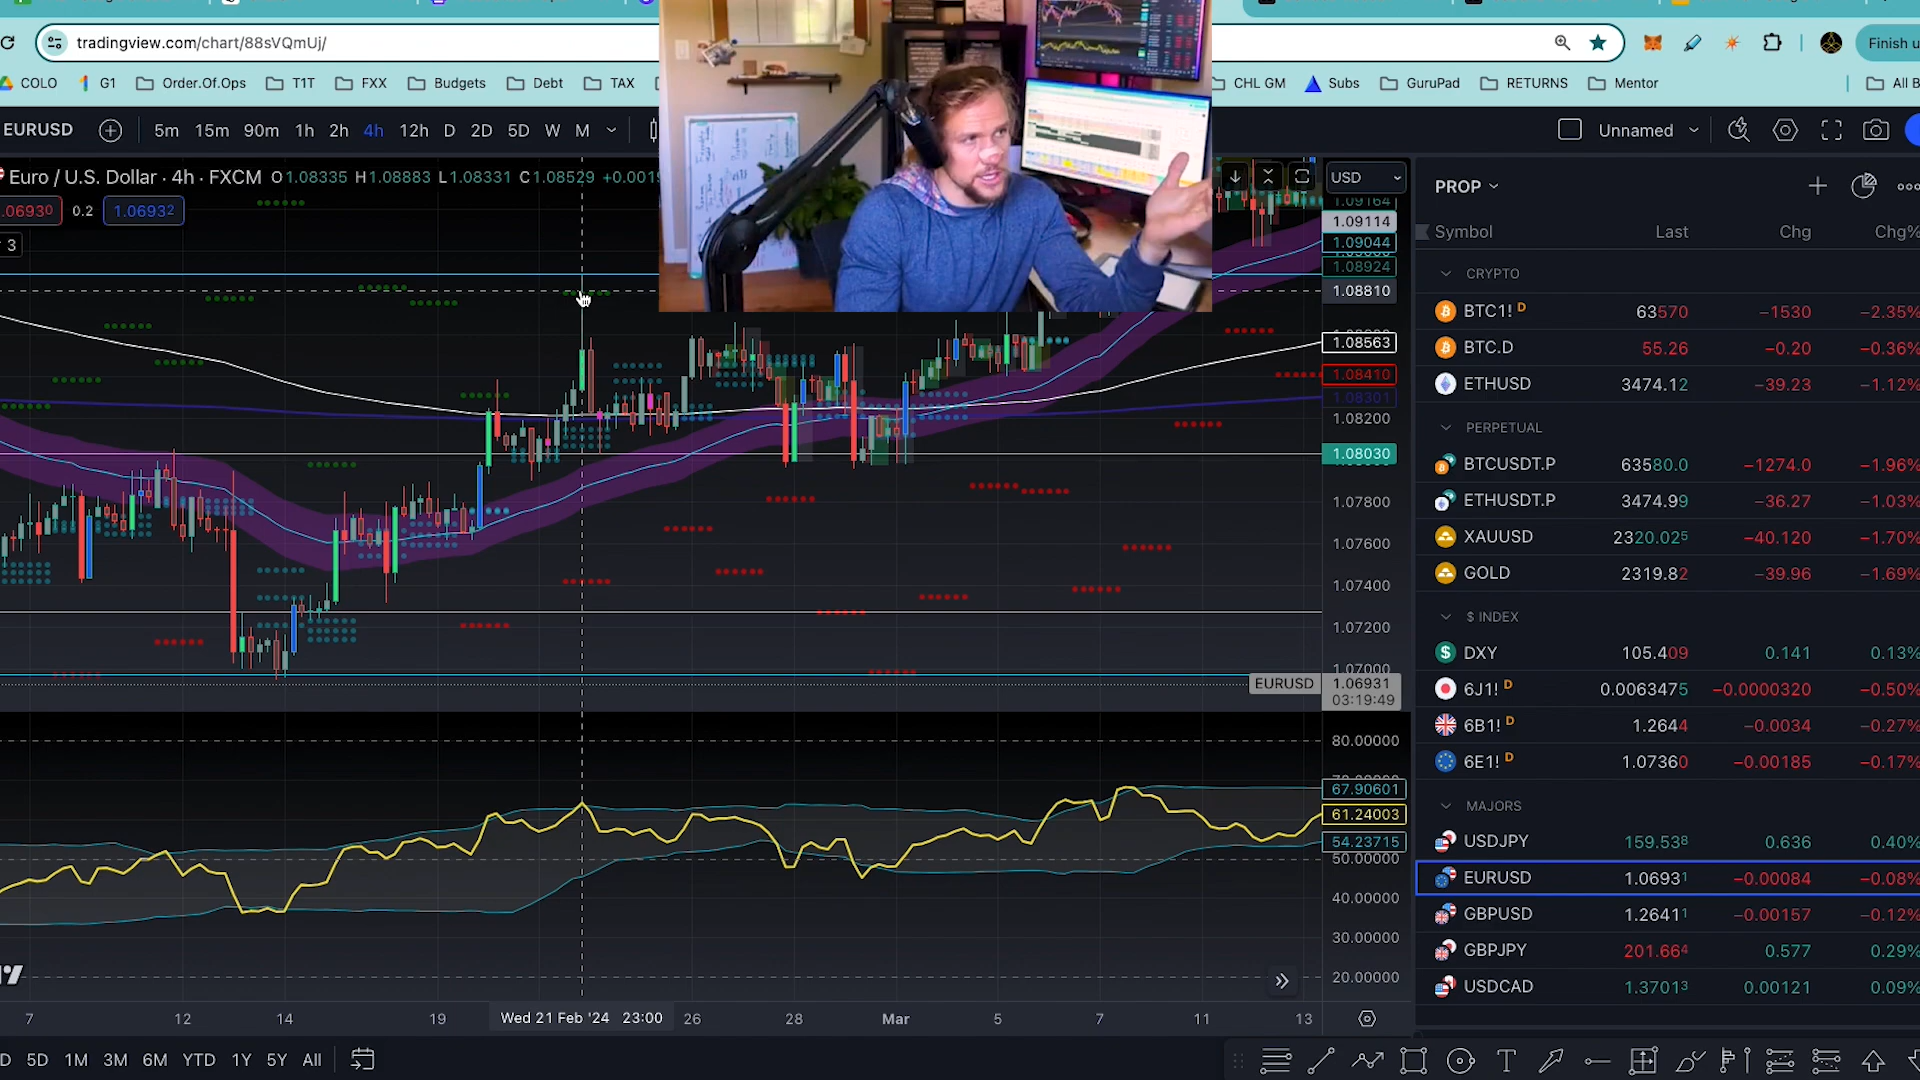 tradingview.com/chart/88sVQmUj/
Finish u
COLO G1 Order.Of.Ops T1T FXX Budgets Debt TAX CHL GM Subs GuruPad RETURNS Mentor All B
EURUSD 5m 15m 90m 1h 2h 4h 12h D 2D 5D W M Unnamed
Euro / U.S. Dollar · 4h · FXCM O1.08335 H1.08883 L1.08331 C1.08529 +0.0019
.06930 0.2 1.06932
3
USD
1.09164
1.09114
1.09044
1.08924
1.08810
1.08563
1.08410
1.08301
1.08200
1.08030
1.07800
1.07600
1.07400
1.07200
1.07000
EURUSD 1.06931
03:19:49
80.00000
67.90601
61.24003
54.23715
50.00000
40.00000
30.00000
20.00000
7 12 14 19 Wed 21 Feb '24 23:00 26 28 Mar 5 7 11 13
D 5D 1M 3M 6M YTD 1Y 5Y All
PROP
Symbol Last Chg Chg%
CRYPTO
BTC1! D 63570 −1530 −2.35%
BTC.D 55.26 −0.20 −0.36%
ETHUSD 3474.12 −39.23 −1.12%
PERPETUAL
BTCUSDT.P 63580.0 −1274.0 −1.96%
ETHUSDT.P 3474.99 −36.27 −1.03%
XAUUSD 2320.025 −40.120 −1.70%
GOLD 2319.82 −39.96 −1.69%
$ INDEX
DXY 105.409 0.141 0.13%
6J1! D 0.0063475 −0.0000320 −0.50%
6B1! D 1.2644 −0.0034 −0.27%
6E1! D 1.07360 −0.00185 −0.17%
MAJORS
USDJPY 159.538 0.636 0.40%
EURUSD 1.06931 −0.00084 −0.08%
GBPUSD 1.26411 −0.00157 −0.12%
GBPJPY 201.664 0.577 0.29%
USDCAD 1.37013 0.00121 0.09%